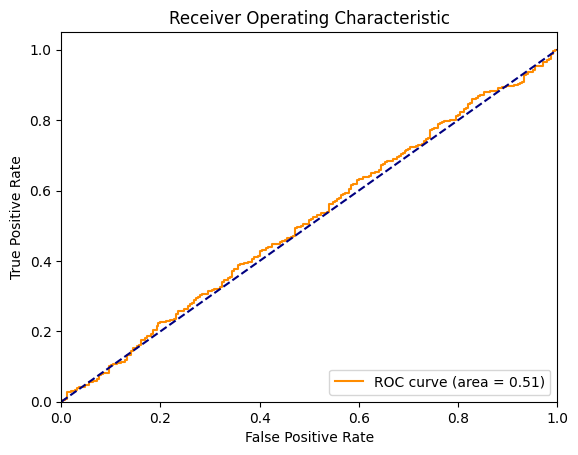 Receiver Operating Characteristic
1.0
0.8
0.6
0.4
0.2
0.0
True Positive Rate
ROC curve (area = 0.51)
0.0 0.2 0.4 0.6 0.8 1.0
False Positive Rate